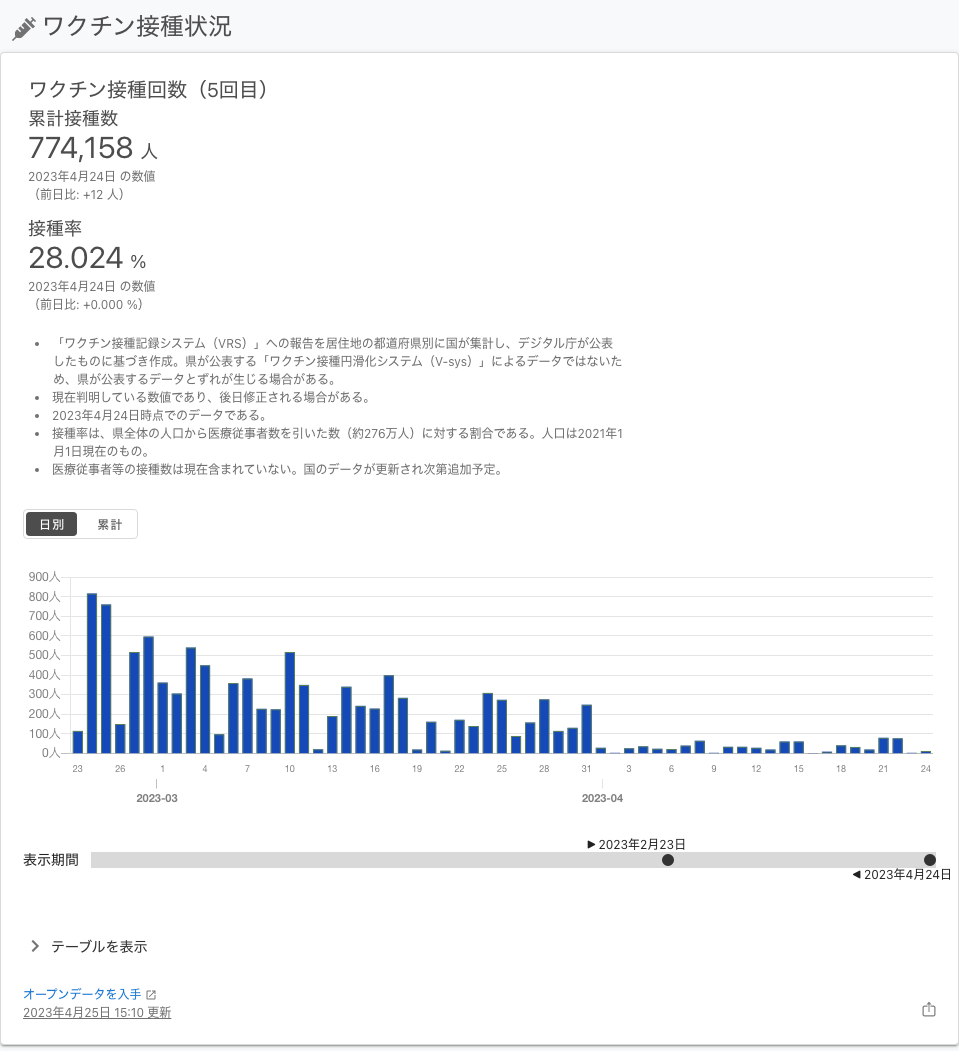 ワクチン接種状況
ワクチン接種回数（5回目）
累計接種数
774,158 人
2023年4月24日 の数値
（前日比: +12 人）
接種率
28.024 %
2023年4月24日 の数値
（前日比: +0.000 %）
• 「ワクチン接種記録システム（VRS）」への報告を居住地の都道府県別に国が集計し、デジタル庁が公表
したものに基づき作成。県が公表する「ワクチン接種円滑化システム（V-sys）」によるデータではないた
め、県が公表するデータとずれが生じる場合がある。
• 現在判明している数値であり、後日修正される場合がある。
• 2023年4月24日時点でのデータである。
• 接種率は、県全体の人口から医療従事者数を引いた数（約276万人）に対する割合である。人口は2021年1
月1日現在のもの。
• 医療従事者等の接種数は現在含まれていない。国のデータが更新され次第追加予定。
日別 累計
900人
800人
700人
600人
500人
400人
300人
200人
100人
0人
23 26 1 4 7 10 13 16 19 22 25 28 31 3 6 9 12 15 18 21 24
2023-03 2023-04
▶ 2023年2月23日
表示期間
◀ 2023年4月24日
テーブルを表示
オープンデータを入手
2023年4月25日 15:10 更新